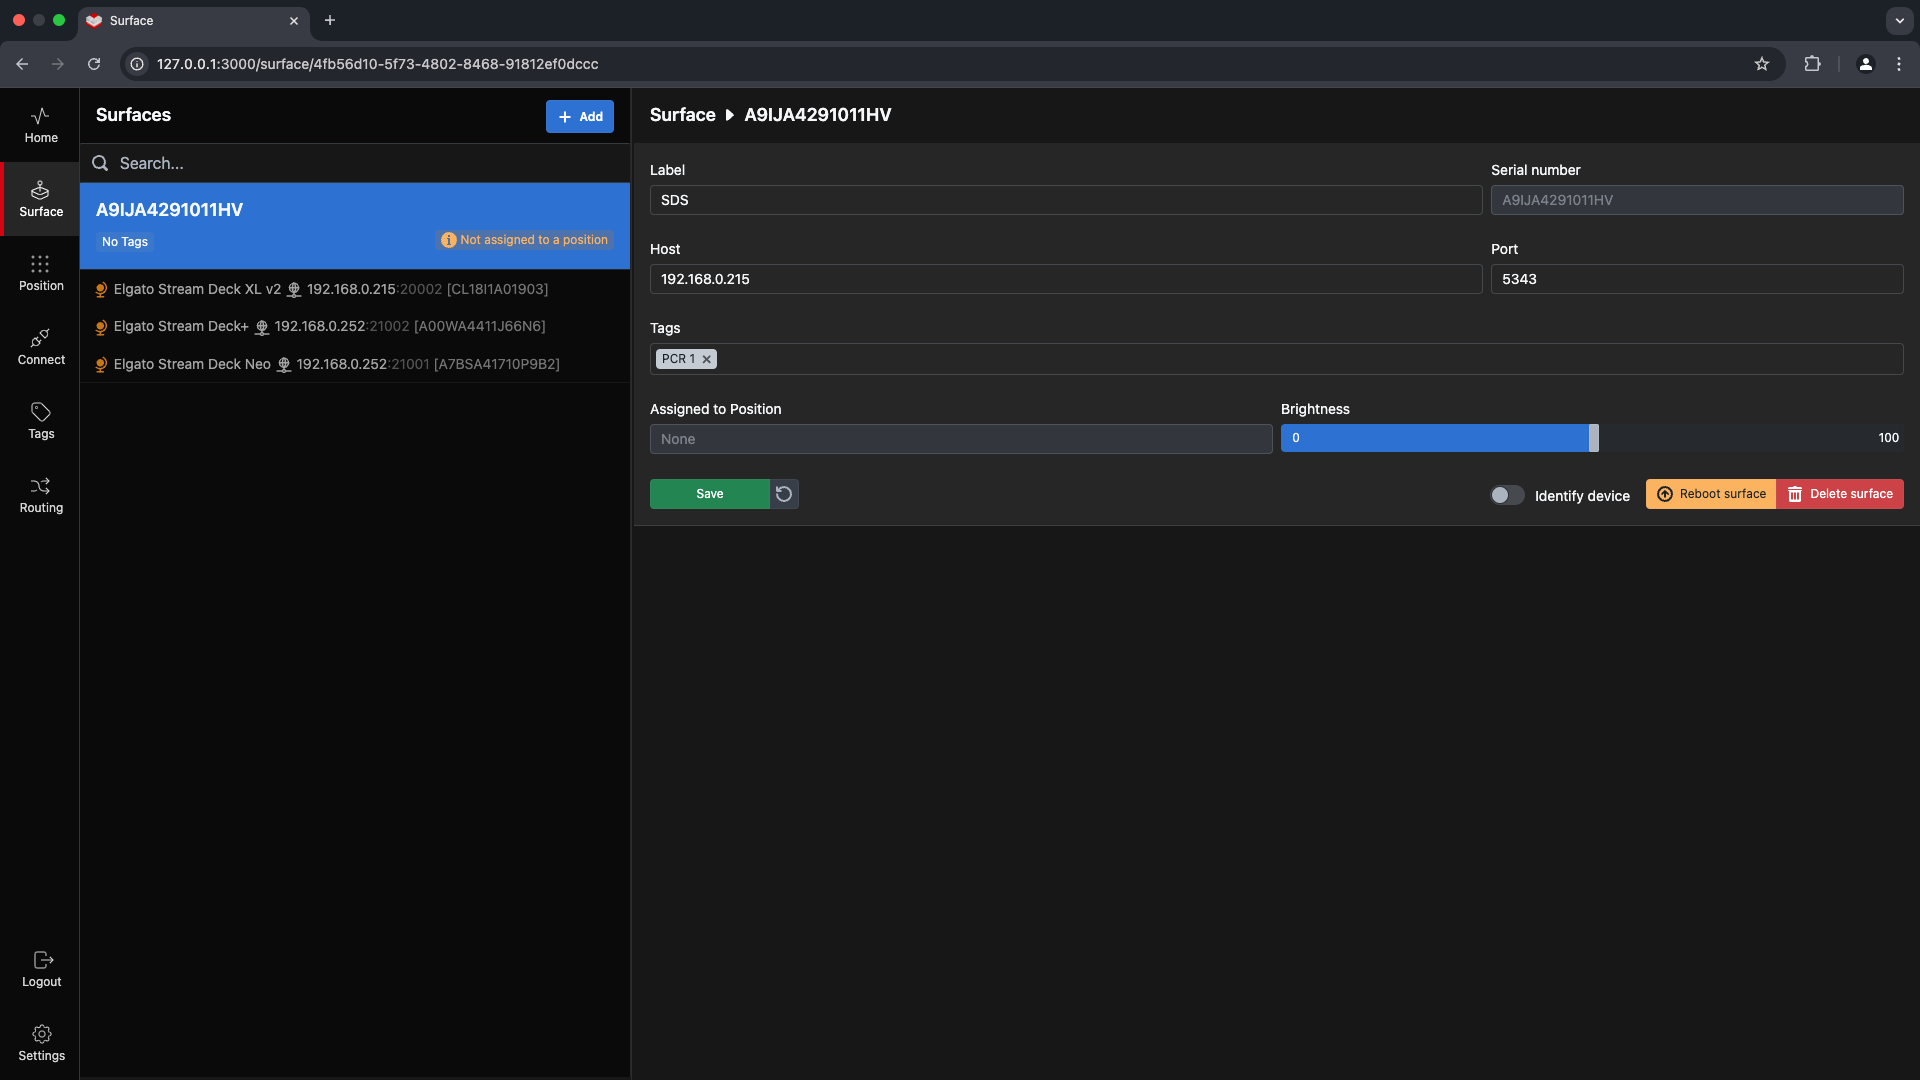 Surface
127.0.0.1:3000/surface/4fb56d10-5f73-4802-8468-91812ef0dccc
Home
Surface
Position
Connect
Tags
Routing
Logout
Settings
Surfaces
Add
Search...
A9IJA4291011HV
No Tags
Not assigned to a position
Elgato Stream Deck XL v2 192.168.0.215:20002 [CL18I1A01903]
Elgato Stream Deck+ 192.168.0.252:21002 [A00WA4411J66N6]
Elgato Stream Deck Neo 192.168.0.252:21001 [A7BSA41710P9B2]
Surface A9IJA4291011HV
Label
SDS
Serial number
A9IJA4291011HV
Host
192.168.0.215
Port
5343
Tags
PCR 1
Assigned to Position
None
Brightness
0 100
Save
Identify device
Reboot surface
Delete surface